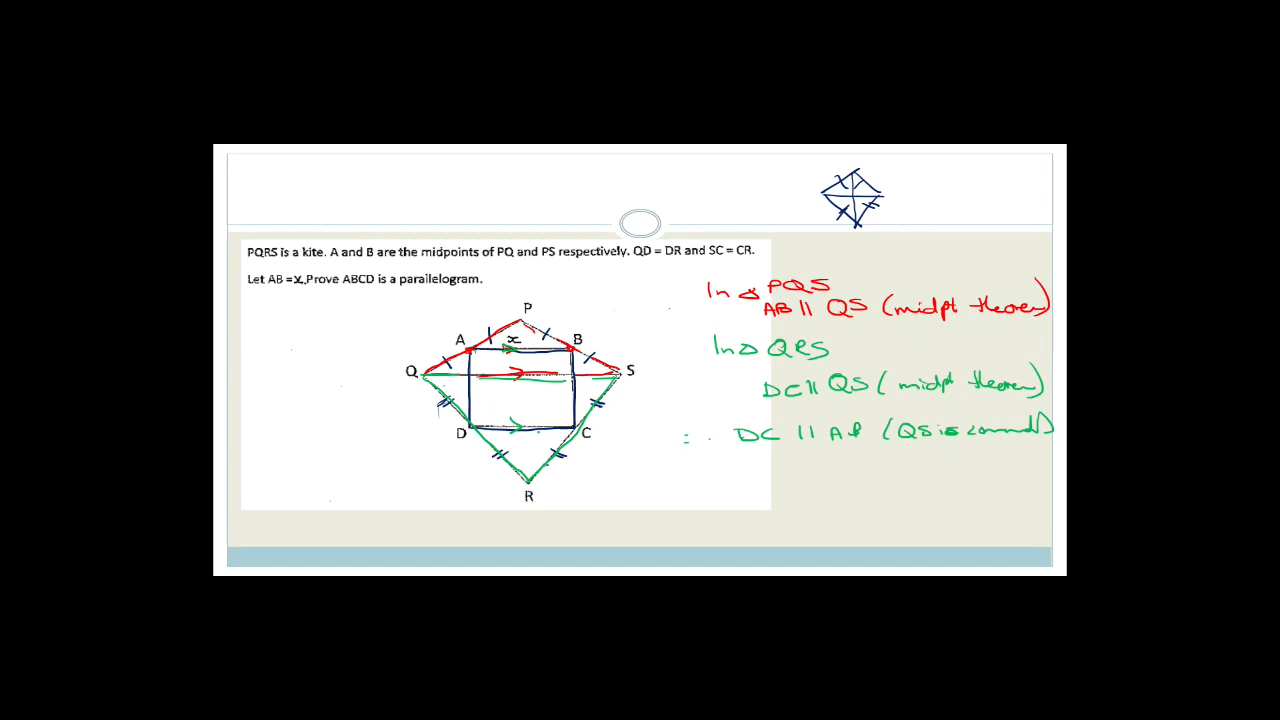 PQRS is a kite. A and B are the midpoints of PQ and PS respectively. QD = DR and SC = CR.
Let AB = x. Prove ABCD is a parallelogram.
P
A
x
B
Q
S
D
C
R
In △ PQS
AB || QS (midpt theorem)
In △ QRS
DC || QS (midpt theorem)
DC || AB (QS is common)